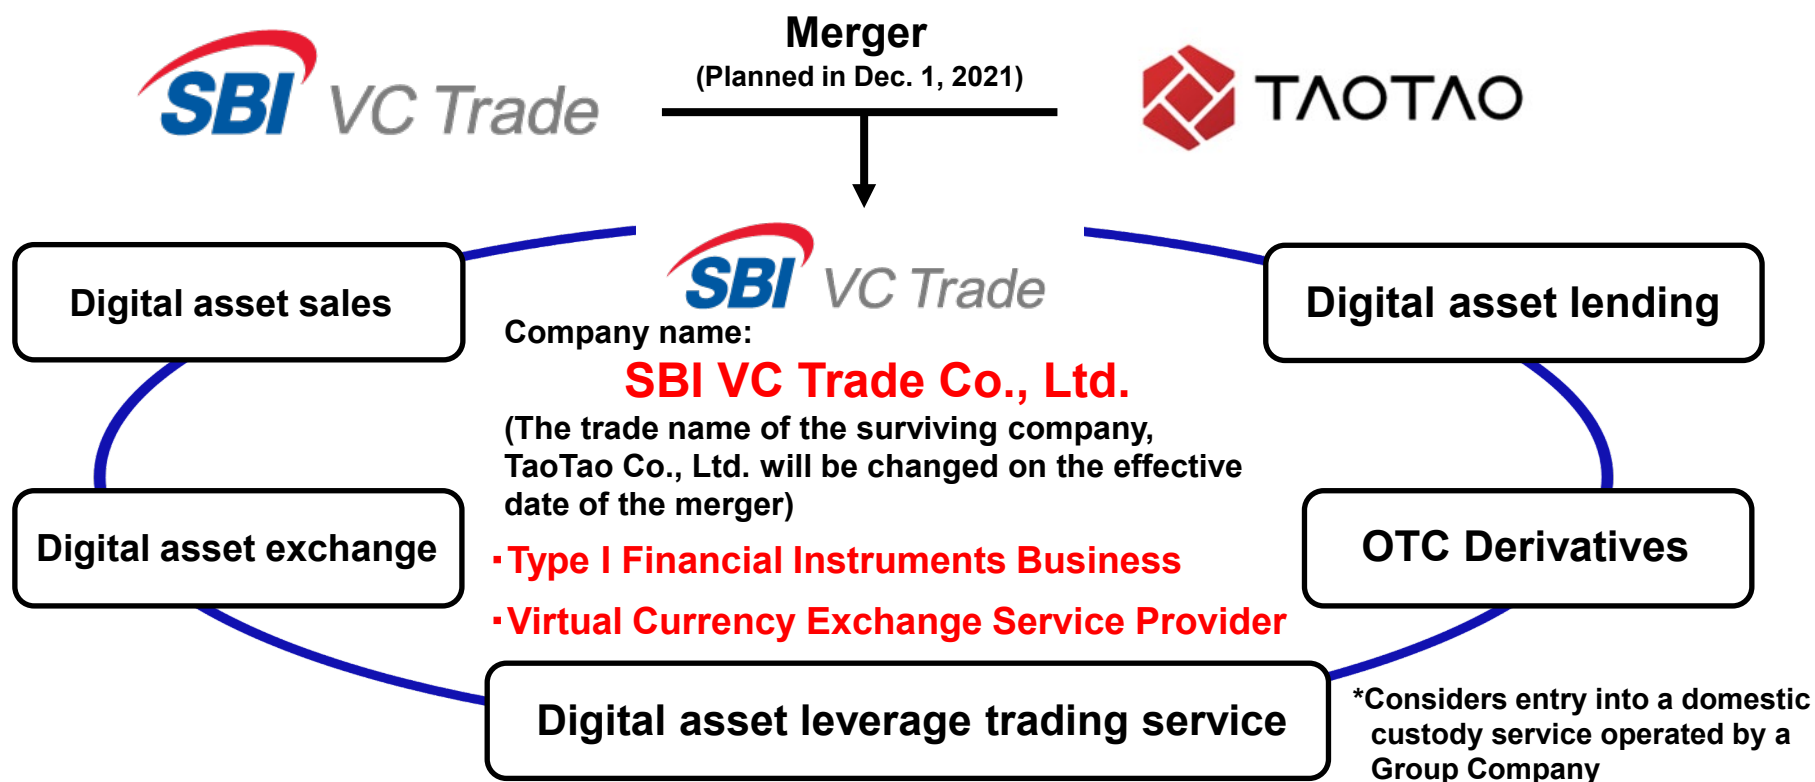 Merger
(Planned in Dec. 1, 2021)
SBI VC Trade
TAOTAO
SBI VC Trade
Digital asset sales
Digital asset lending
Company name:
SBI VC Trade Co., Ltd.
(The trade name of the surviving company,
TaoTao Co., Ltd. will be changed on the effective
date of the merger)
Digital asset exchange
OTC Derivatives
・Type I Financial Instruments Business
・Virtual Currency Exchange Service Provider
Digital asset leverage trading service
*Considers entry into a domestic
custody service operated by a
Group Company